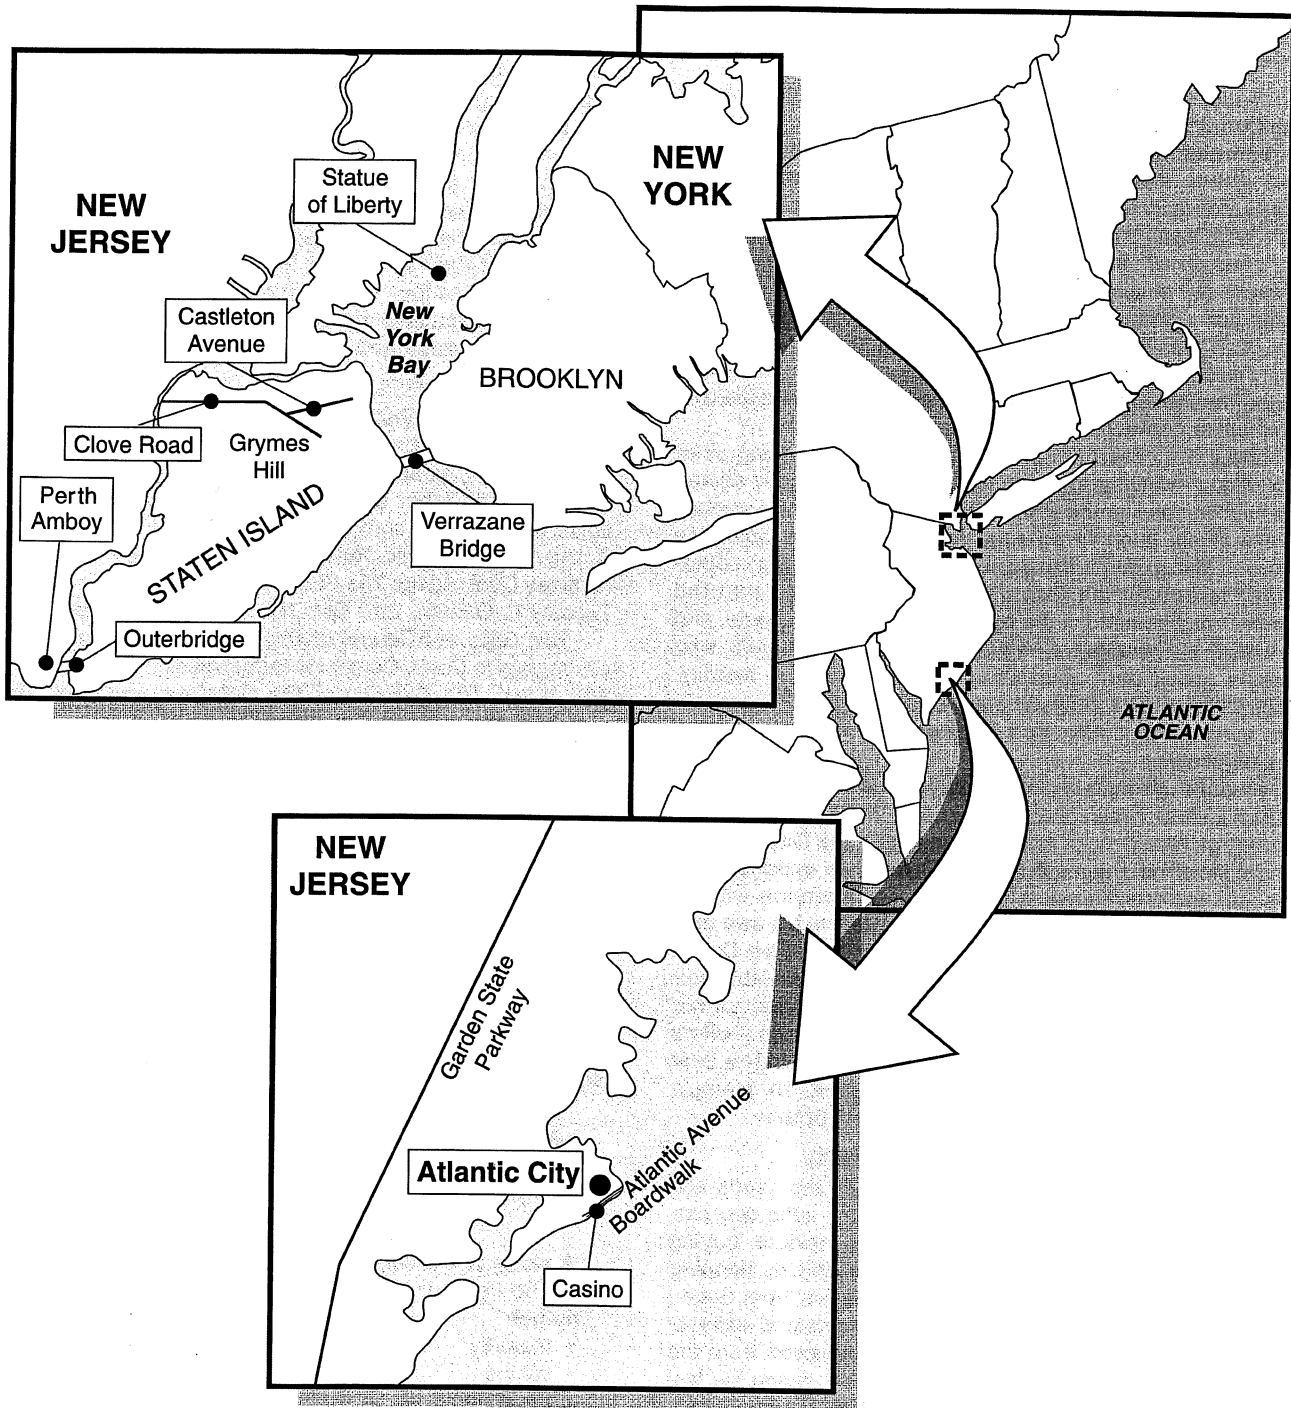 NEW
JERSEY
Statue
of Liberty
NEW
YORK
Castleton
Avenue
New
York
Bay
BROOKLYN
Clove Road
Grymes
Hill
Perth
Amboy
STATEN ISLAND
Verrazane
Bridge
Outerbridge
ATLANTIC
OCEAN
NEW
JERSEY
Garden State
Parkway
Atlantic City
Atlantic Avenue
Boardwalk
Casino